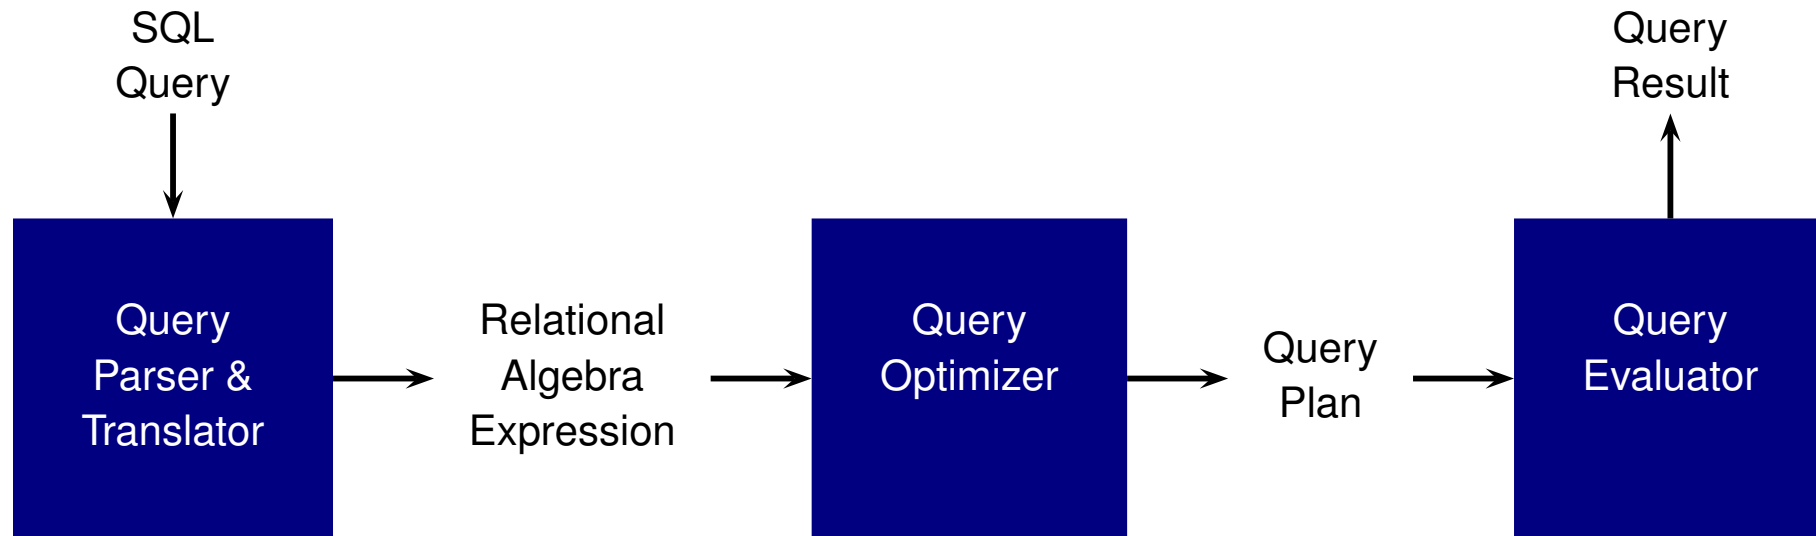 SQL
Query
Query
Parser &
Translator
Relational
Algebra
Expression
Query
Optimizer
Query
Plan
Query
Evaluator
Query
Result